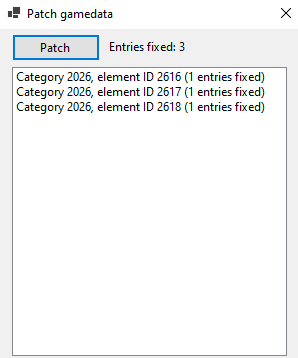 Patch gamedata
Patch Entries fixed: 3
Category 2026, element ID 2616 (1 entries fixed)
Category 2026, element ID 2617 (1 entries fixed)
Category 2026, element ID 2618 (1 entries fixed)